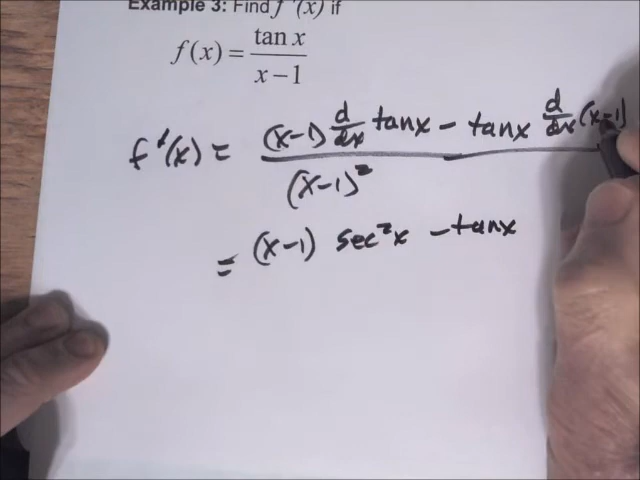 Example 3: Find f'(x) if
f(x) = tan x / x − 1
f'(x) = (x−1) d/dx tanx − tanx d/dx (x−1) / (x−1)²
= (x−1) sec²x − tanx